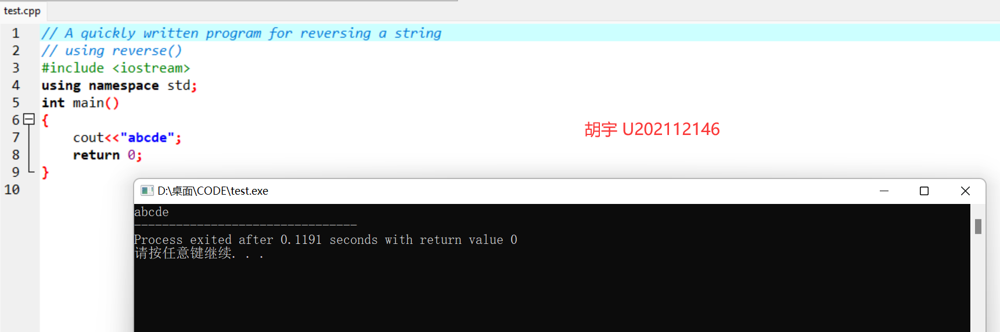 test.cpp
1 // A quickly written program for reversing a string
2 // using reverse()
3 #include <iostream>
4 using namespace std;
5 int main()
6 {
7 cout<<"abcde";
8 return 0;
9 }
10
胡宇 U202112146
D:\桌面\CODE\test.exe
abcde
--------------------------------
Process exited after 0.1191 seconds with return value 0
请按任意键继续. . .